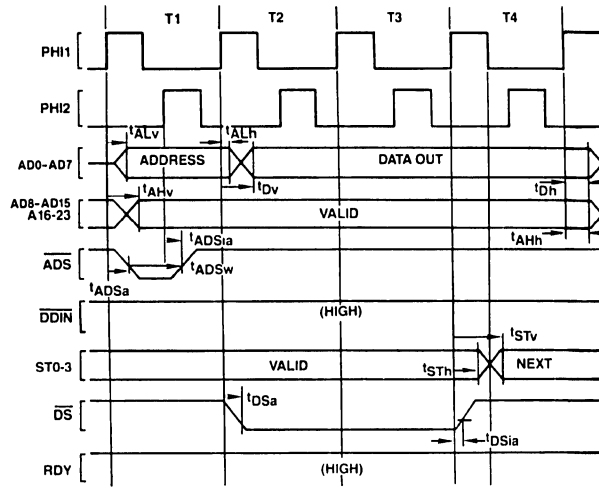 T1 T2 T3 T4
PHI1
PHI2
tALv tALh
AD0-AD7 ADDRESS DATA OUT
tAHv tDv tDh
AD8-AD15
A16-23 VALID
tADSia tAHh
ADS
tADSw
tADSa
DDIN (HIGH)
tSTv
ST0-3 VALID tSTh NEXT
DS tDSa
tDSia
RDY (HIGH)